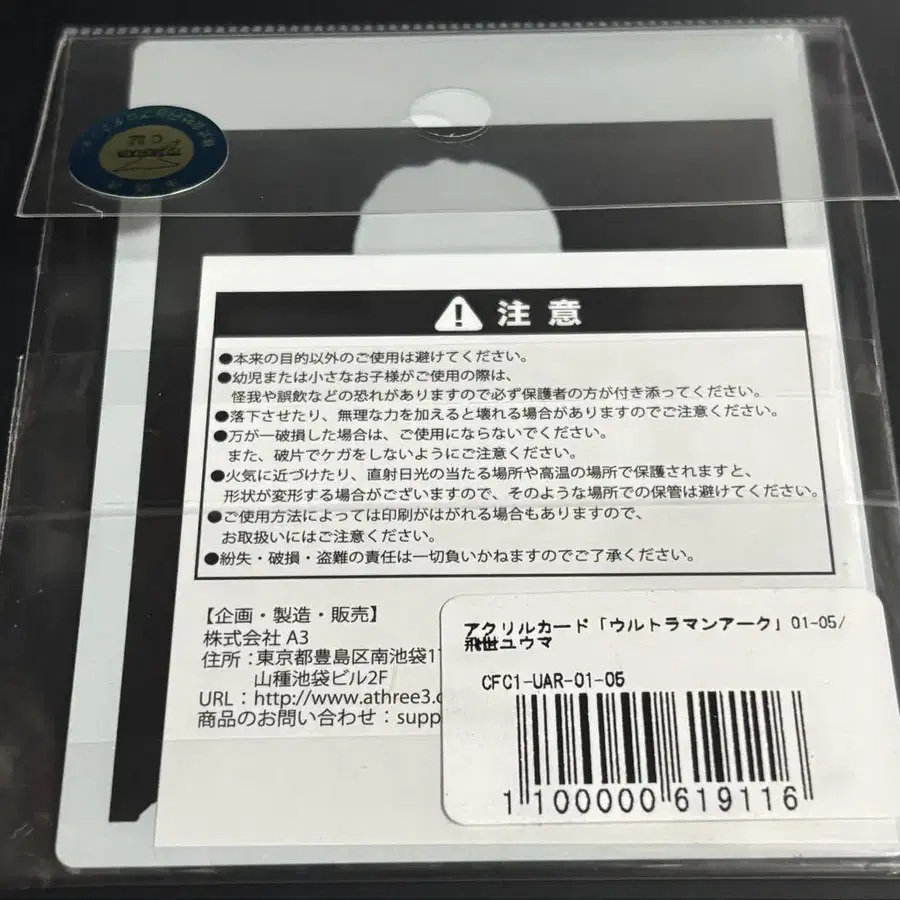 注意
●本来の目的以外のご使用は避けてください。
●幼児または小さなお子様がご使用の際は、
怪我や誤飲などの恐れがありますので必ず保護者の方が付き添ってください。
●落下させたり、無理な力を加えると壊れる場合がありますのでご注意ください。
●万が一破損した場合は、ご使用にならないでください。
また、破片でケガをしないようにご注意ください。
●火気に近づけたり、直射日光の当たる場所や高温の場所で保護されますと、
形状が変形する場合がございますので、そのような場所での保管は避けてください。
●ご使用方法によっては印刷がはがれる場合もありますので、
お取扱いにはご注意ください。
●紛失・破損・盗難の責任は一切負いかねますのでご了承ください。
【企画・製造・販売】
株式会社 A3
住所：東京都豊島区南池袋1
山種池袋ビル2F
URL：http://www.athree3.c
商品のお問い合わせ：supp
アクリルカード「ウルトラマンアーク」01-05/
飛世ユウマ
CFC1-UAR-01-05
1100000619116